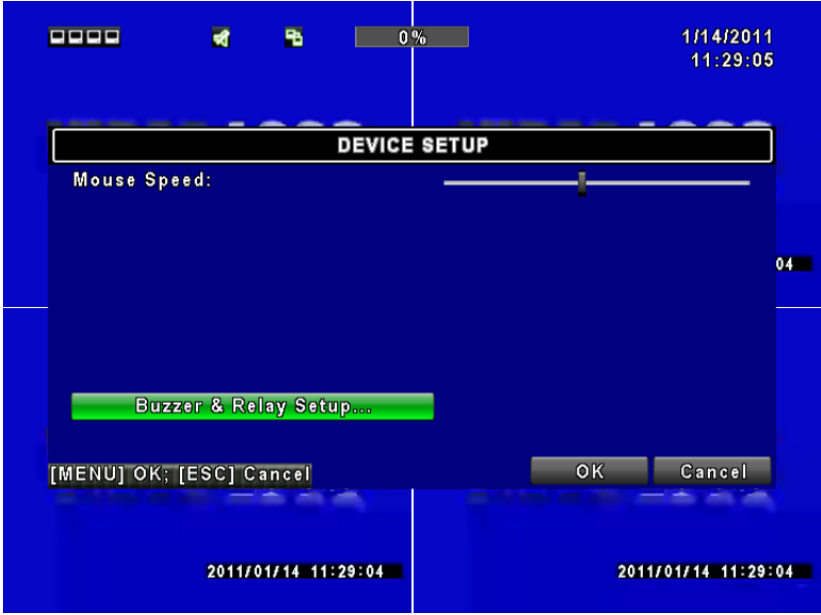 0%
1/14/2011
11:29:05
DEVICE SETUP
Mouse Speed:
04
Buzzer & Relay Setup...
[MENU] OK; [ESC] Cancel
OK
Cancel
2011/01/14 11:29:04
2011/01/14 11:29:04